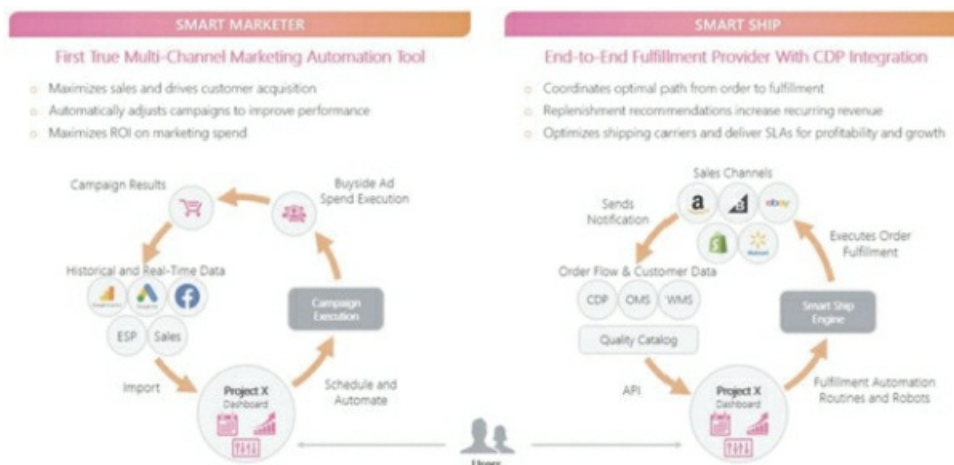 SMART MARKETER
First True Multi-Channel Marketing Automation Tool
Maximizes sales and drives customer acquisition
Automatically adjusts campaigns to improve performance
Maximizes ROI on marketing spend
Campaign Results
Buyside Ad
Spend Execution
Historical and Real-Time Data
ESP
Sales
Campaign
Execution
Import
Schedule and
Automate
Project X
Dashboard
SMART SHIP
End-to-End Fulfillment Provider With CDP Integration
Coordinates optimal path from order to fulfillment
Replenishment recommendations increase recurring revenue
Optimizes shipping carriers and deliver SLAs for profitability and growth
Sales Channels
Sends
Notification
a
B
ebay
S
Walmart
Executes Order
Fulfillment
Order Flow & Customer Data
CDP
OMS
WMS
Quality Catalog
Smart Ship
Engine
API
Fulfillment Automation
Routines and Robots
Project X
Dashboard
Users